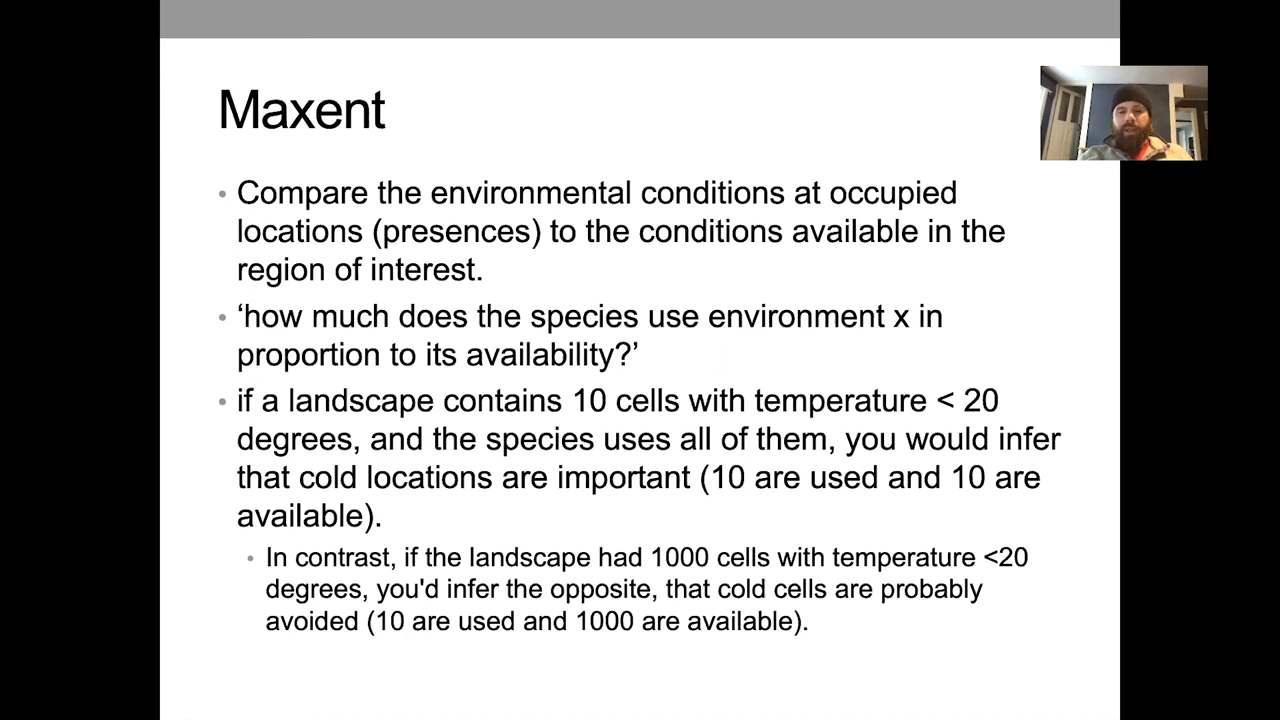 Maxent
• Compare the environmental conditions at occupied
locations (presences) to the conditions available in the
region of interest.
• ‘how much does the species use environment x in
proportion to its availability?’
• if a landscape contains 10 cells with temperature < 20
degrees, and the species uses all of them, you would infer
that cold locations are important (10 are used and 10 are
available).
• In contrast, if the landscape had 1000 cells with temperature <20
degrees, you'd infer the opposite, that cold cells are probably
avoided (10 are used and 1000 are available).